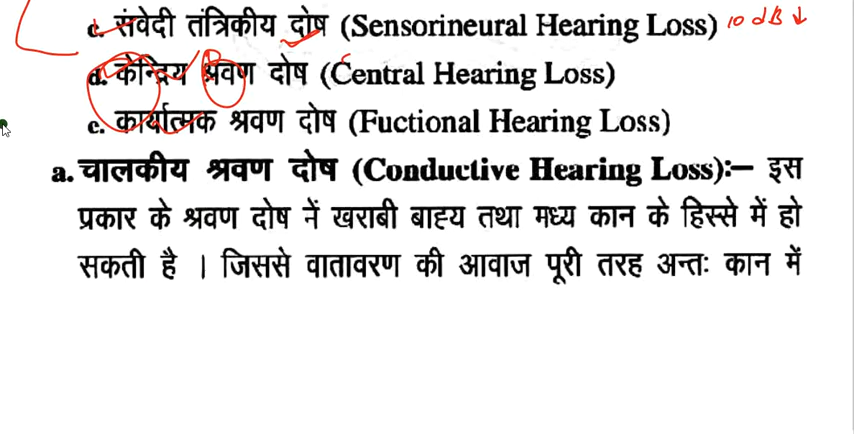 c. संवेदी तंत्रिकीय दोष (Sensorineural Hearing Loss) 10 dB ↓
d. केन्द्रिय श्रवण दोष (Central Hearing Loss)
e. कार्यात्मक श्रवण दोष (Fuctional Hearing Loss)
a. चालकीय श्रवण दोष (Conductive Hearing Loss):— इस
प्रकार के श्रवण दोष नें खराबी बाह्य तथा मध्य कान के हिस्से में हो
सकती है । जिससे वातावरण की आवाज पूरी तरह अन्तः कान में